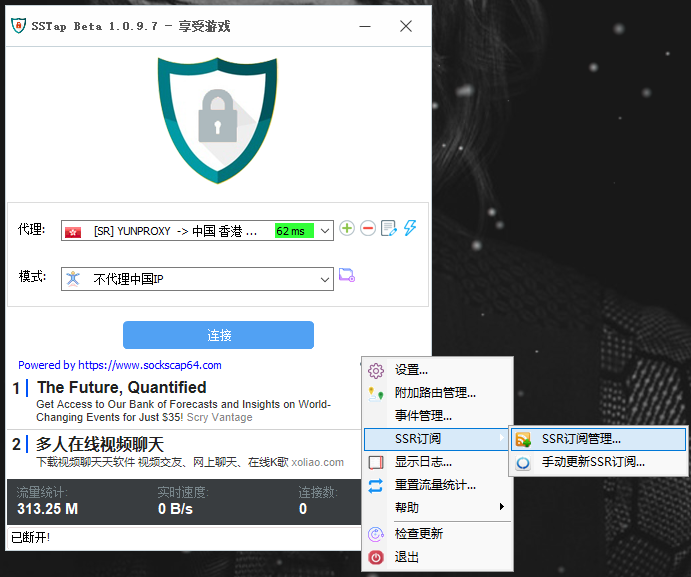 SSTap Beta 1.0.9.7 - 享受游戏
代理:
[SR] YUNPROXY -> 中国 香港 ...
62 ms
模式:
不代理中国IP
连接
Powered by https://www.sockscap64.com
1 The Future, Quantified
Get Access to Our Bank of Forecasts and Insights on World-
Changing Events for Just $35! Scry Vantage
2 多人在线视频聊天
下载视频聊天天软件 视频交友、网上聊天、在线K歌 xoliao.com
流量统计: 实时速度: 连接数:
313.25 M 0 B/s 0
已断开!
设置...
附加路由管理...
事件管理...
SSR订阅
显示日志...
重置流量统计...
帮助
检查更新
退出
SSR订阅管理...
手动更新SSR订阅...